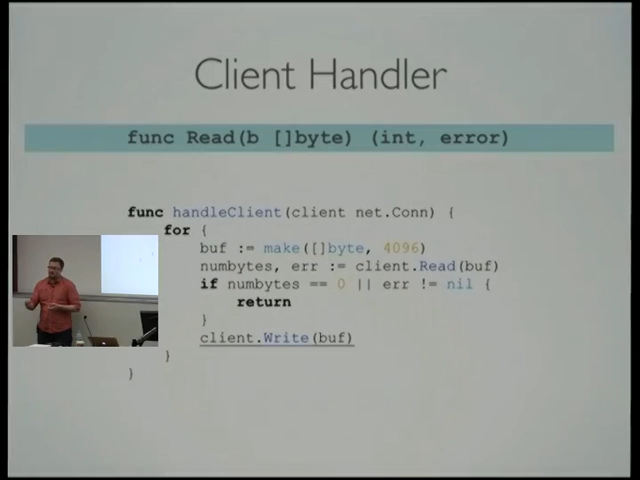 Client Handler
func Read(b []byte) (int, error)
func handleClient(client net.Conn) {
for {
buf := make([]byte, 4096)
numbytes, err := client.Read(buf)
if numbytes == 0 || err != nil {
return
}
client.Write(buf)
}
}